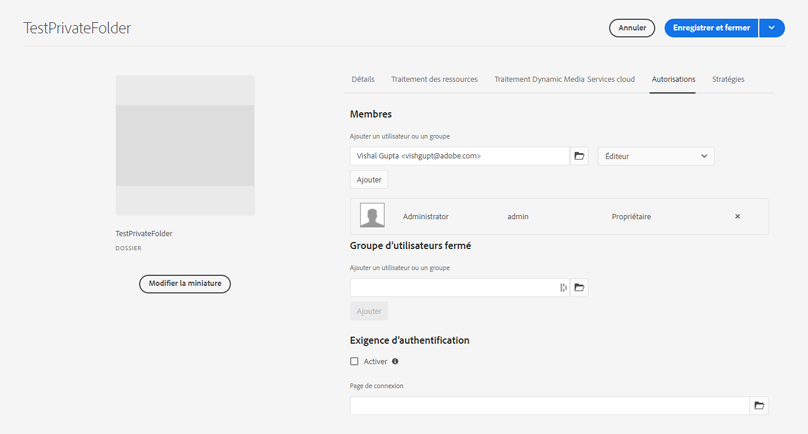 TestPrivateFolder
Annuler
Enregistrer et fermer
Détails
Traitement des ressources
Traitement Dynamic Media Services cloud
Autorisations
Stratégies
Membres
Ajouter un utilisateur ou un groupe
Vishal Gupta <vishgupt@adobe.com>
Éditeur
Ajouter
Administrator
admin
Propriétaire
TestPrivateFolder
DOSSIER
Modifier la miniature
Groupe d'utilisateurs fermé
Ajouter un utilisateur ou un groupe
Ajouter
Exigence d'authentification
Activer
Page de connexion